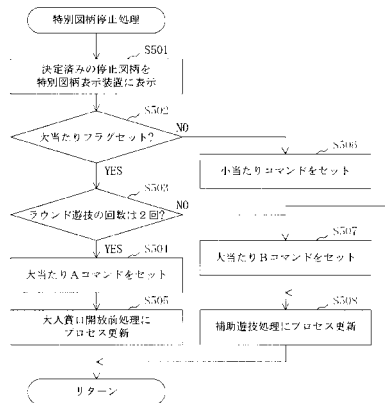 特別図柄停止処理
S501
決定済みの停止図柄を
特別図柄表示装置に表示
S502
大当たりフラグセット?
NO
YES
S506
小当たりコマンドをセット
S503
ラウンド遊技の回数は2回?
NO
YES
S504
大当たりAコマンドをセット
S507
大当たりBコマンドをセット
S505
大入賞口開放前処理に
プロセス更新
S508
補助遊技処理にプロセス更新
リターン